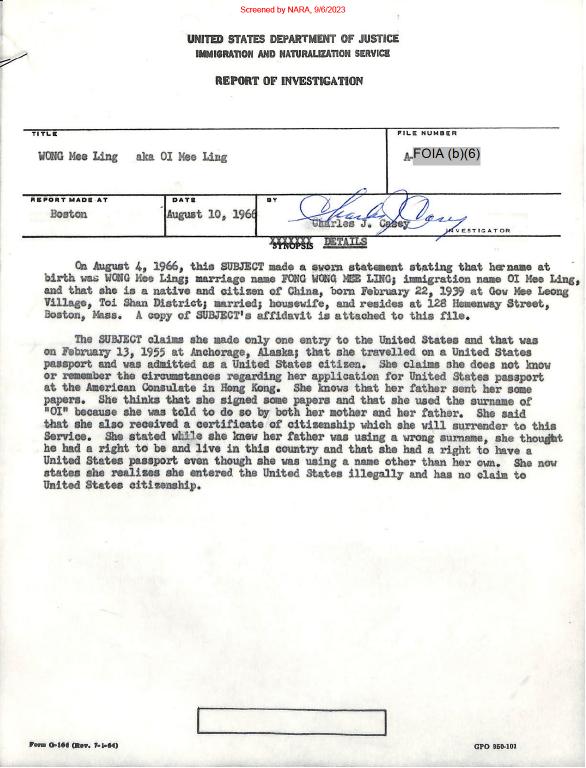 Screened by NARA, 9/6/2023
UNITED STATES DEPARTMENT OF JUSTICE
IMMIGRATION AND NATURALIZATION SERVICE
REPORT OF INVESTIGATION
TITLE
FILE NUMBER
WONG Mee Ling aka OI Mee Ling
A-FOIA (b)(6)
REPORT MADE AT
DATE
BY
Boston
August 10, 1966
Charles J. Casey
Charles J. Casey
INVESTIGATOR
SYNOPSIS DETAILS
On August 4, 1966, this SUBJECT made a sworn statement stating that her name at
birth was WONG Mee Ling; marriage name FONG WONG MEE LING; immigration name OI Mee Ling,
and that she is a native and citizen of China, born February 22, 1939 at Gow Mee Leong
Village, Toi Shan District; married; housewife, and resides at 128 Hemenway Street,
Boston, Mass. A copy of SUBJECT's affidavit is attached to this file.
The SUBJECT claims she made only one entry to the United States and that was
on February 13, 1955 at Anchorage, Alaska; that she travelled on a United States
passport and was admitted as a United States citizen. She claims she does not know
or remember the circumstances regarding her application for United States passport
at the American Consulate in Hong Kong. She knows that her father sent her some
papers. She thinks that she signed some papers and that she used the surname of
"OI" because she was told to do so by both her mother and her father. She said
that she also received a certificate of citizenship which she will surrender to this
Service. She stated while she knew her father was using a wrong surname, she thought
he had a right to be and live in this country and that she had a right to have a
United States passport even though she was using a name other than her own. She now
states she realizes she entered the United States illegally and has no claim to
United States citizenship.
Form G-166 (Rev. 7-1-64)
GPO 950-101